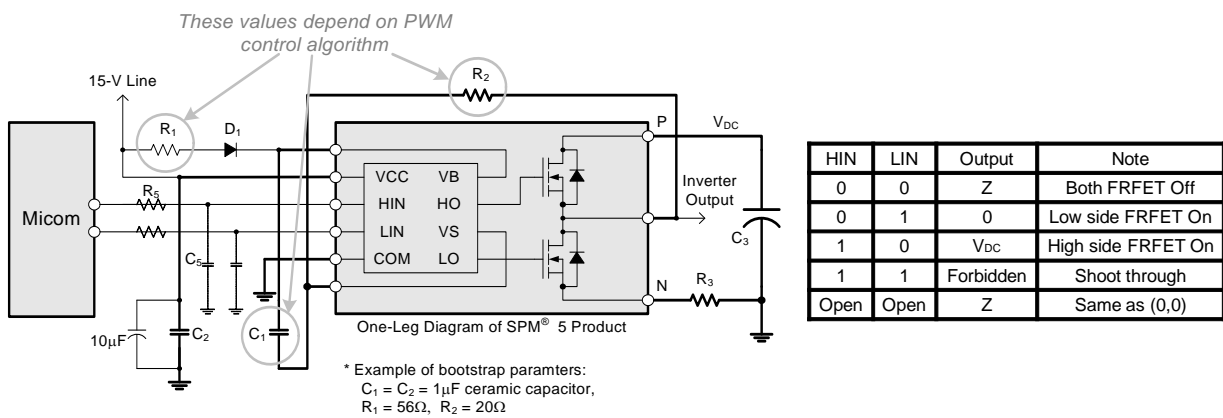 These values depend on PWM
control algorithm
R2
15-V Line
R1
D1
P
VDC
VCC
VB
R5
HIN
HO
Inverter
Output
Micom
LIN
VS
C3
C5
COM
LO
N
R3
One-Leg Diagram of SPM® 5 Product
10μF
C2
C1
* Example of bootstrap paramters:
C1 = C2 = 1μF ceramic capacitor,
R1 = 56Ω, R2 = 20Ω
HIN LIN Output Note
0 0 Z Both FRFET Off
0 1 0 Low side FRFET On
1 0 VDC High side FRFET On
1 1 Forbidden Shoot through
Open Open Z Same as (0,0)